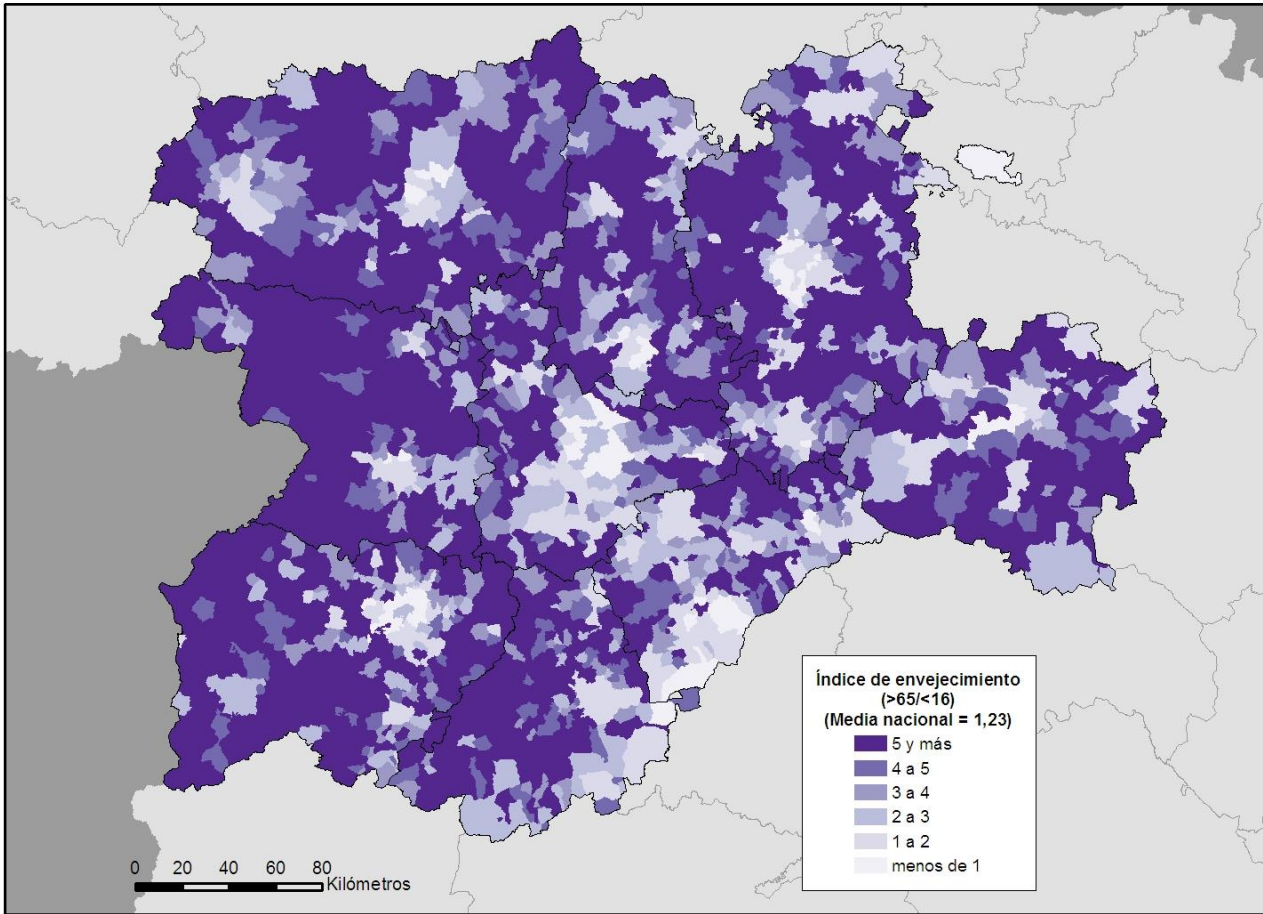 Índice de envejecimiento
(>65/<16)
(Media nacional = 1,23)
5 y más
4 a 5
3 a 4
2 a 3
1 a 2
menos de 1
0 20 40 60 80
Kilómetros